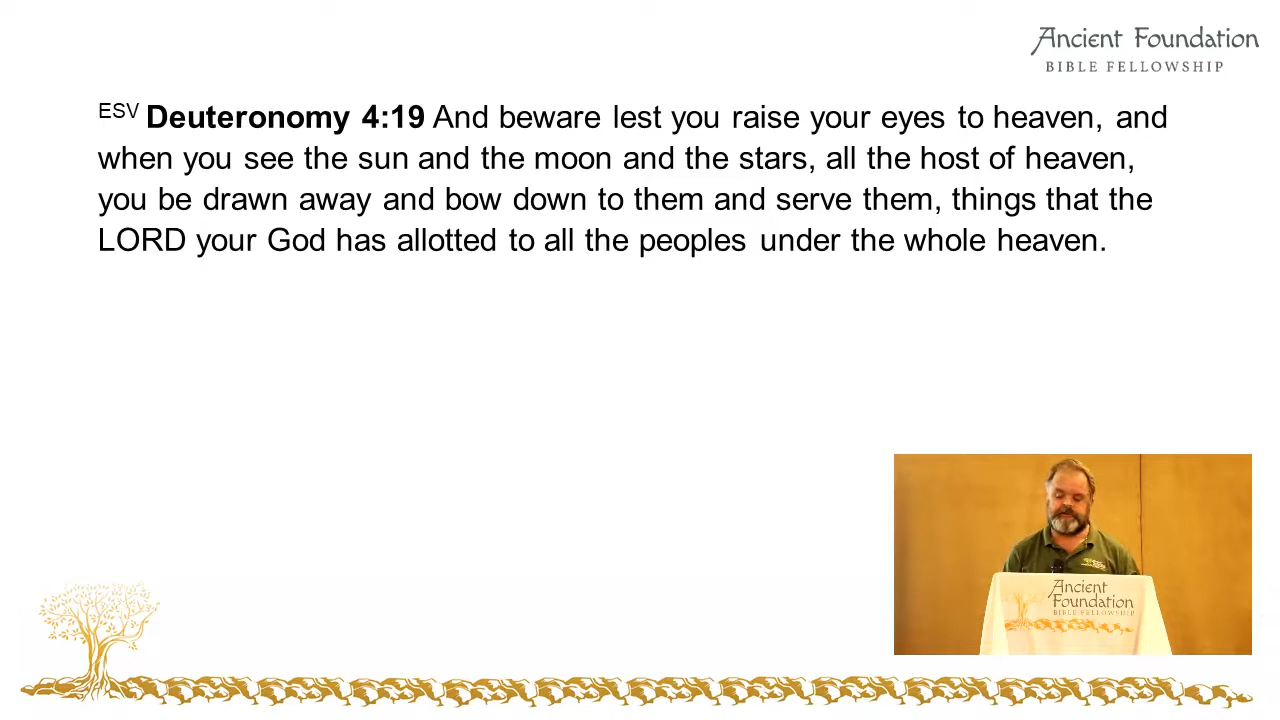 Ancient Foundation
BIBLE FELLOWSHIP
ESV Deuteronomy 4:19 And beware lest you raise your eyes to heaven, and
when you see the sun and the moon and the stars, all the host of heaven,
you be drawn away and bow down to them and serve them, things that the
LORD your God has allotted to all the peoples under the whole heaven.
Ancient
Foundation
BIBLE FELLOWSHIP